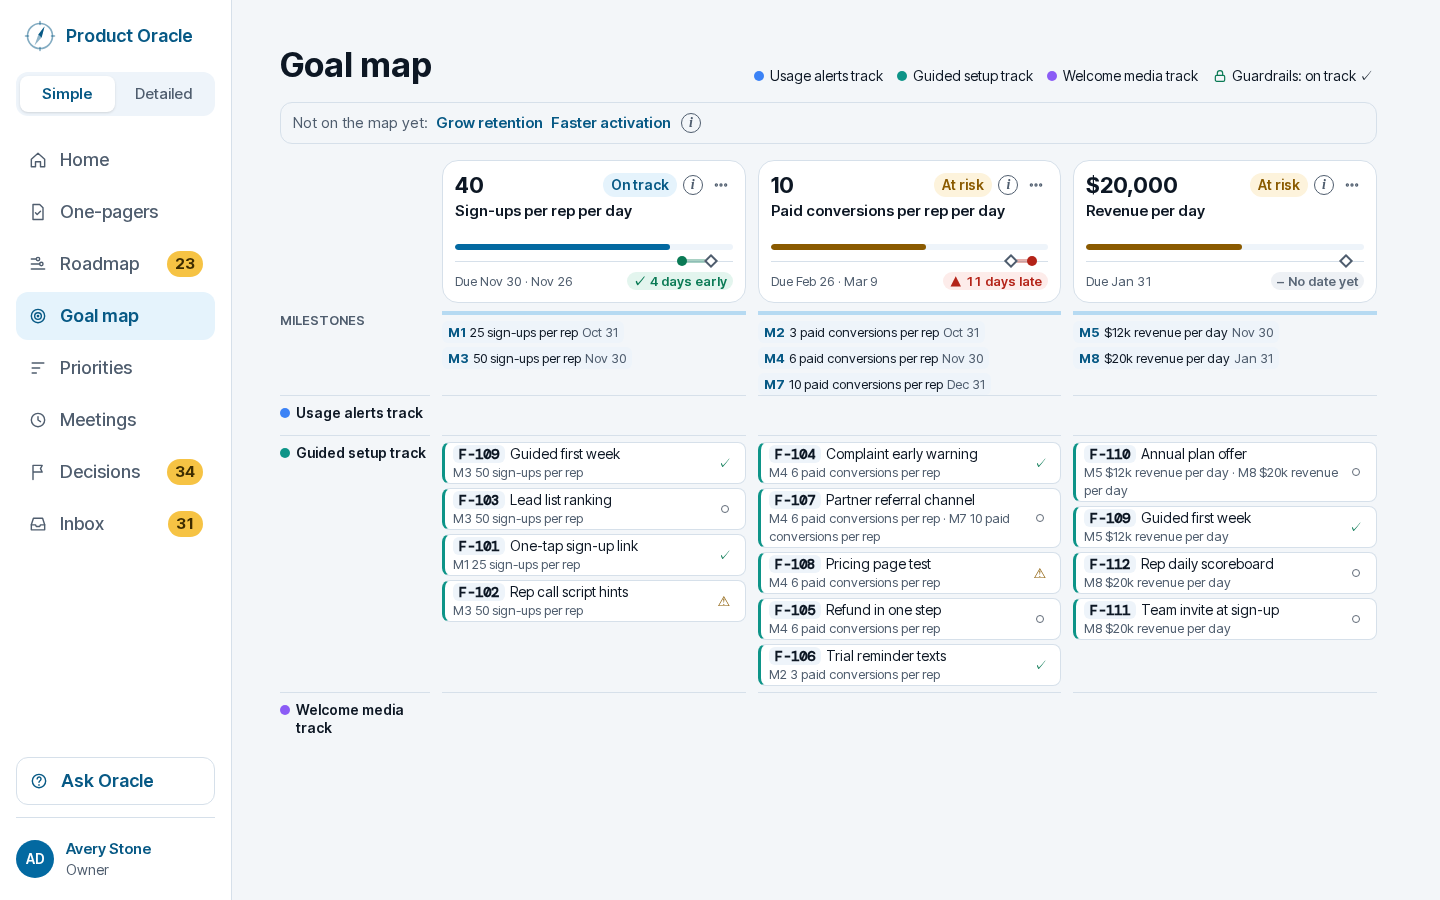 Product Oracle
Simple Detailed
Home
One-pagers
Roadmap 23
Goal map
Priorities
Meetings
Decisions 34
Inbox 31
Ask Oracle
AD
Avery Stone
Owner
Goal map
Usage alerts track Guided setup track Welcome media track Guardrails: on track ✓
Not on the map yet: Grow retention Faster activation i
40 On track i ···
Sign-ups per rep per day
Due Nov 30 · Nov 26 ✓ 4 days early
10 At risk i ···
Paid conversions per rep per day
Due Feb 26 · Mar 9 ▲ 11 days late
$20,000 At risk i ···
Revenue per day
Due Jan 31 – No date yet
MILESTONES
M1 25 sign-ups per rep Oct 31
M3 50 sign-ups per rep Nov 30
M2 3 paid conversions per rep Oct 31
M4 6 paid conversions per rep Nov 30
M7 10 paid conversions per rep Dec 31
M5 $12k revenue per day Nov 30
M8 $20k revenue per day Jan 31
Usage alerts track
Guided setup track
F-109 Guided first week ✓
M3 50 sign-ups per rep
F-103 Lead list ranking
M3 50 sign-ups per rep
F-101 One-tap sign-up link ✓
M1 25 sign-ups per rep
F-102 Rep call script hints ⚠
M3 50 sign-ups per rep
F-104 Complaint early warning ✓
M4 6 paid conversions per rep
F-107 Partner referral channel
M4 6 paid conversions per rep · M7 10 paid
conversions per rep
F-108 Pricing page test ⚠
M4 6 paid conversions per rep
F-105 Refund in one step
M4 6 paid conversions per rep
F-106 Trial reminder texts ✓
M2 3 paid conversions per rep
F-110 Annual plan offer
M5 $12k revenue per day · M8 $20k revenue
per day
F-109 Guided first week ✓
M5 $12k revenue per day
F-112 Rep daily scoreboard
M8 $20k revenue per day
F-111 Team invite at sign-up
M8 $20k revenue per day
Welcome media
track